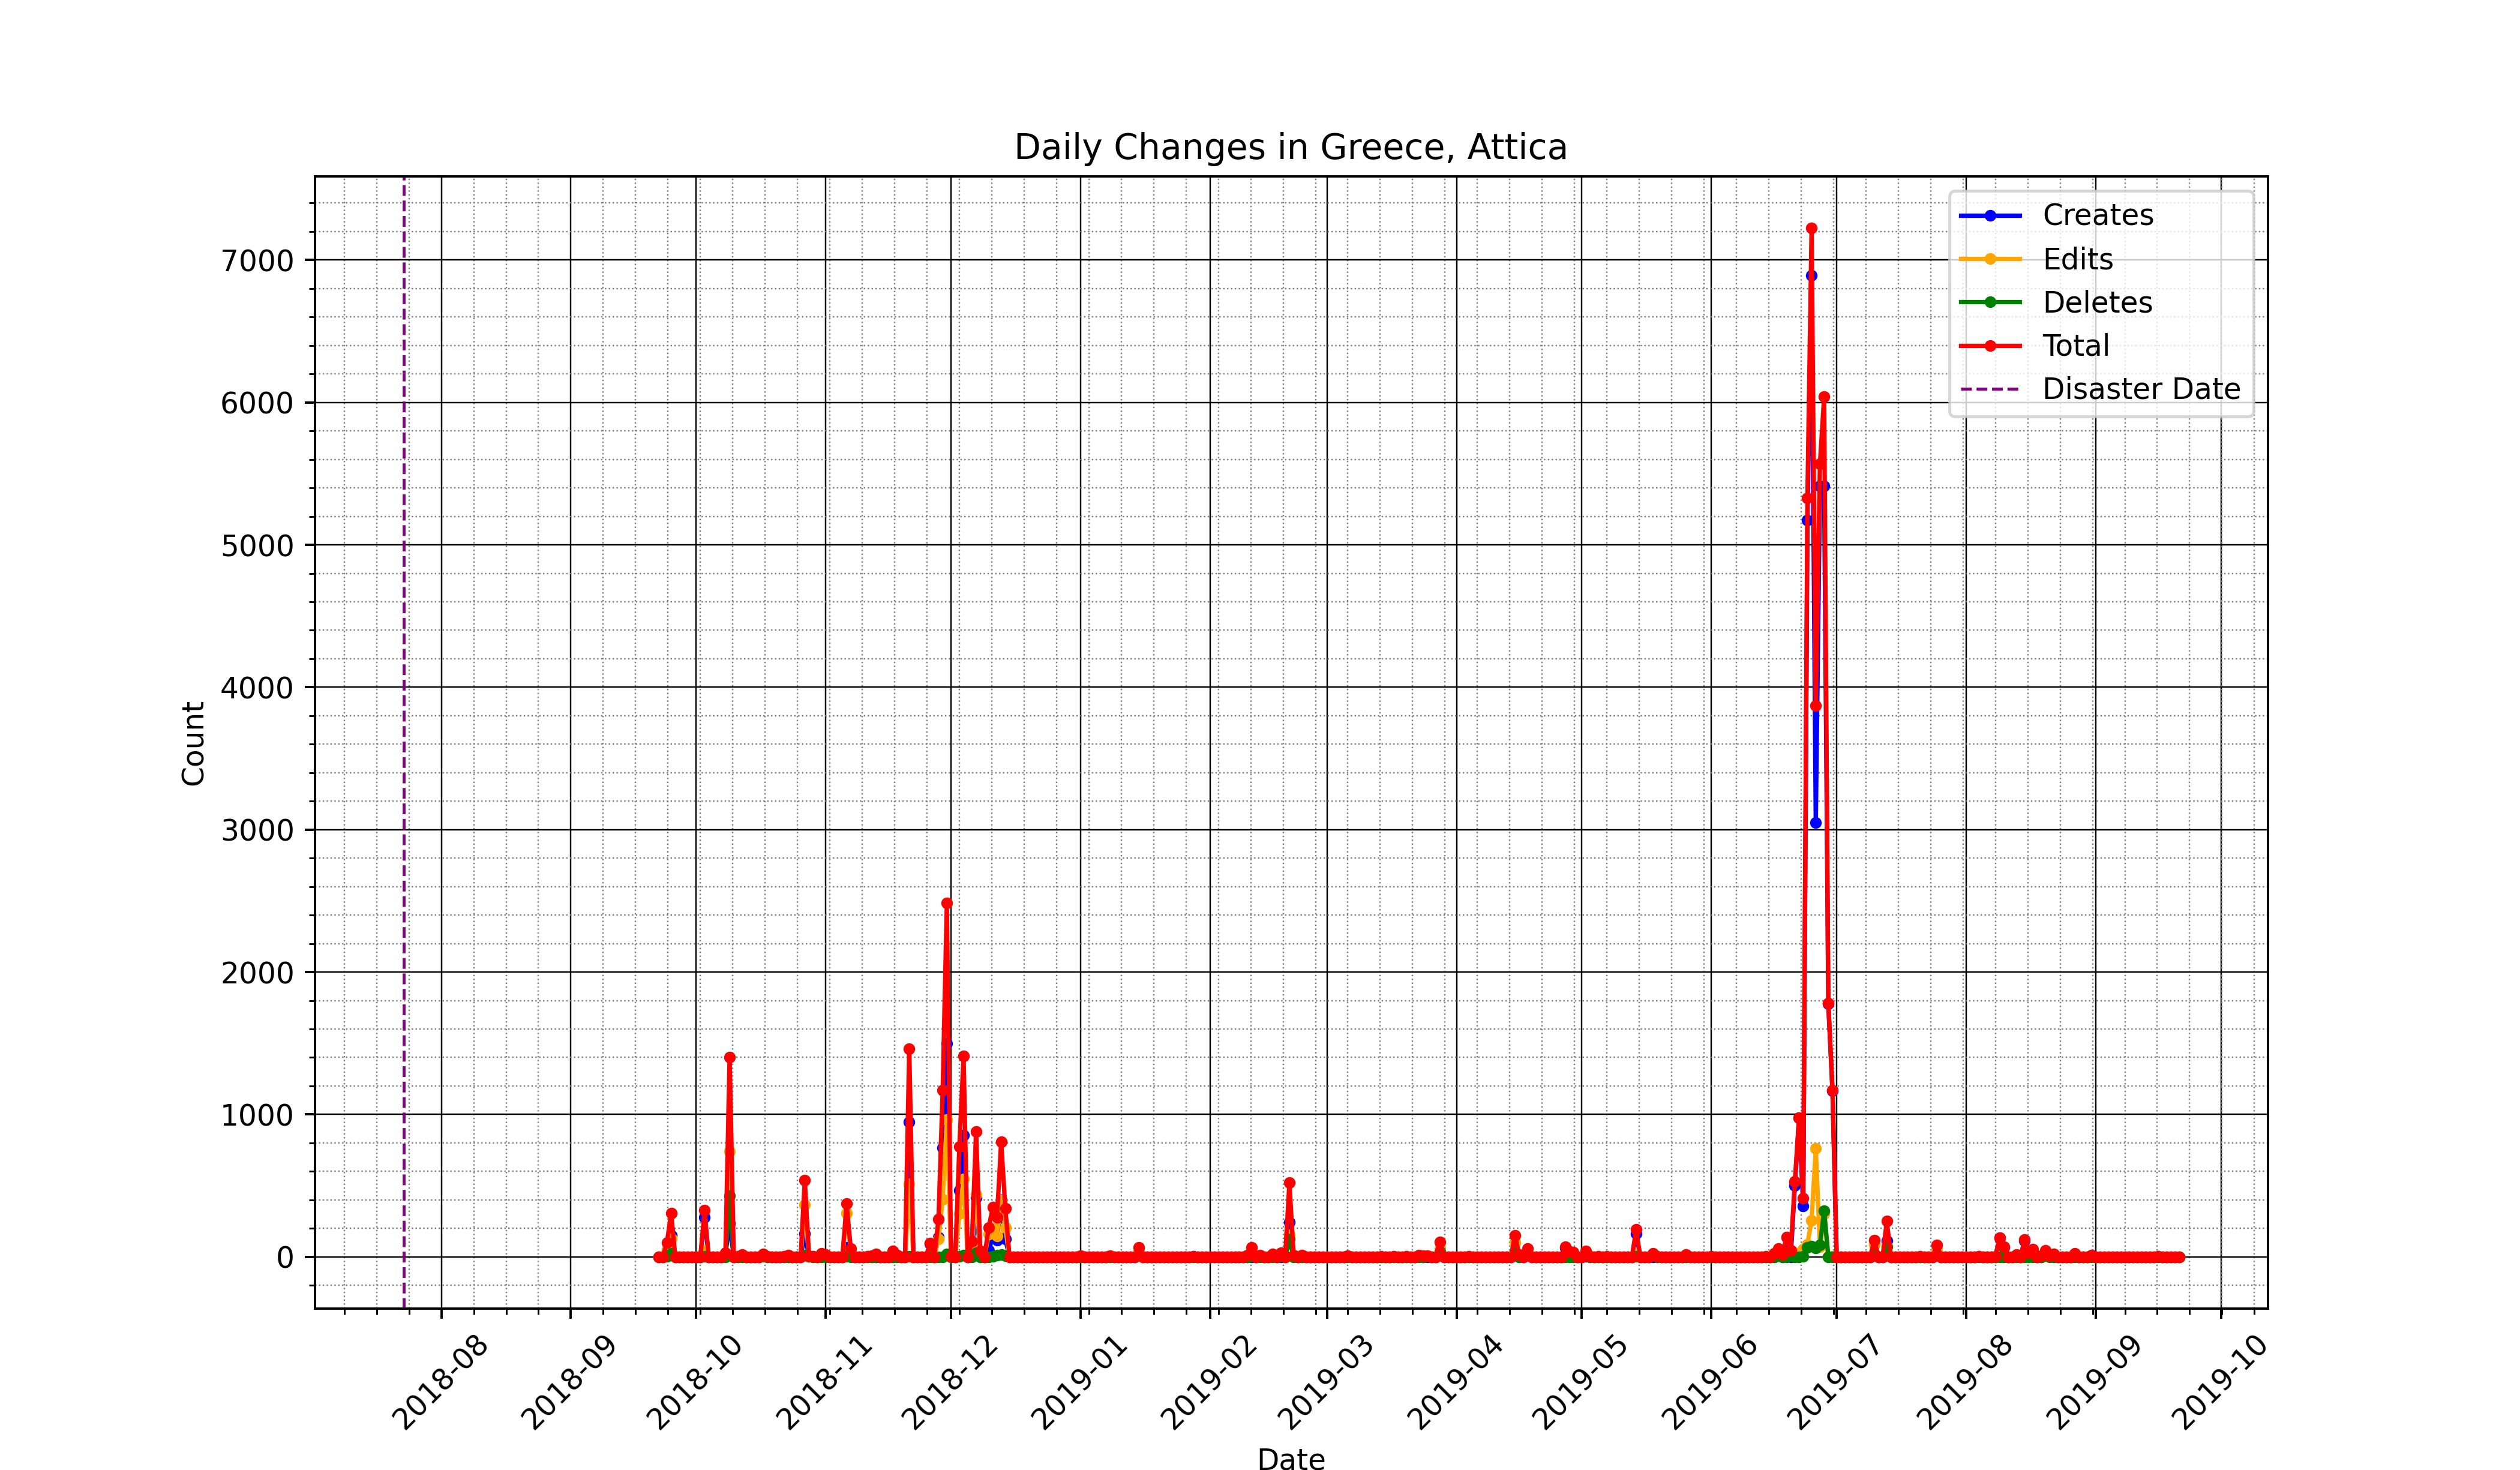 Daily Changes in Greece, Attica
Creates
Edits
Deletes
Total
Disaster Date
7000
6000
5000
4000
3000
2000
1000
0
Count
2018-08
2018-09
2018-10
2018-11
2018-12
2019-01
2019-02
2019-03
2019-04
2019-05
2019-06
2019-07
2019-08
2019-09
2019-10
Date